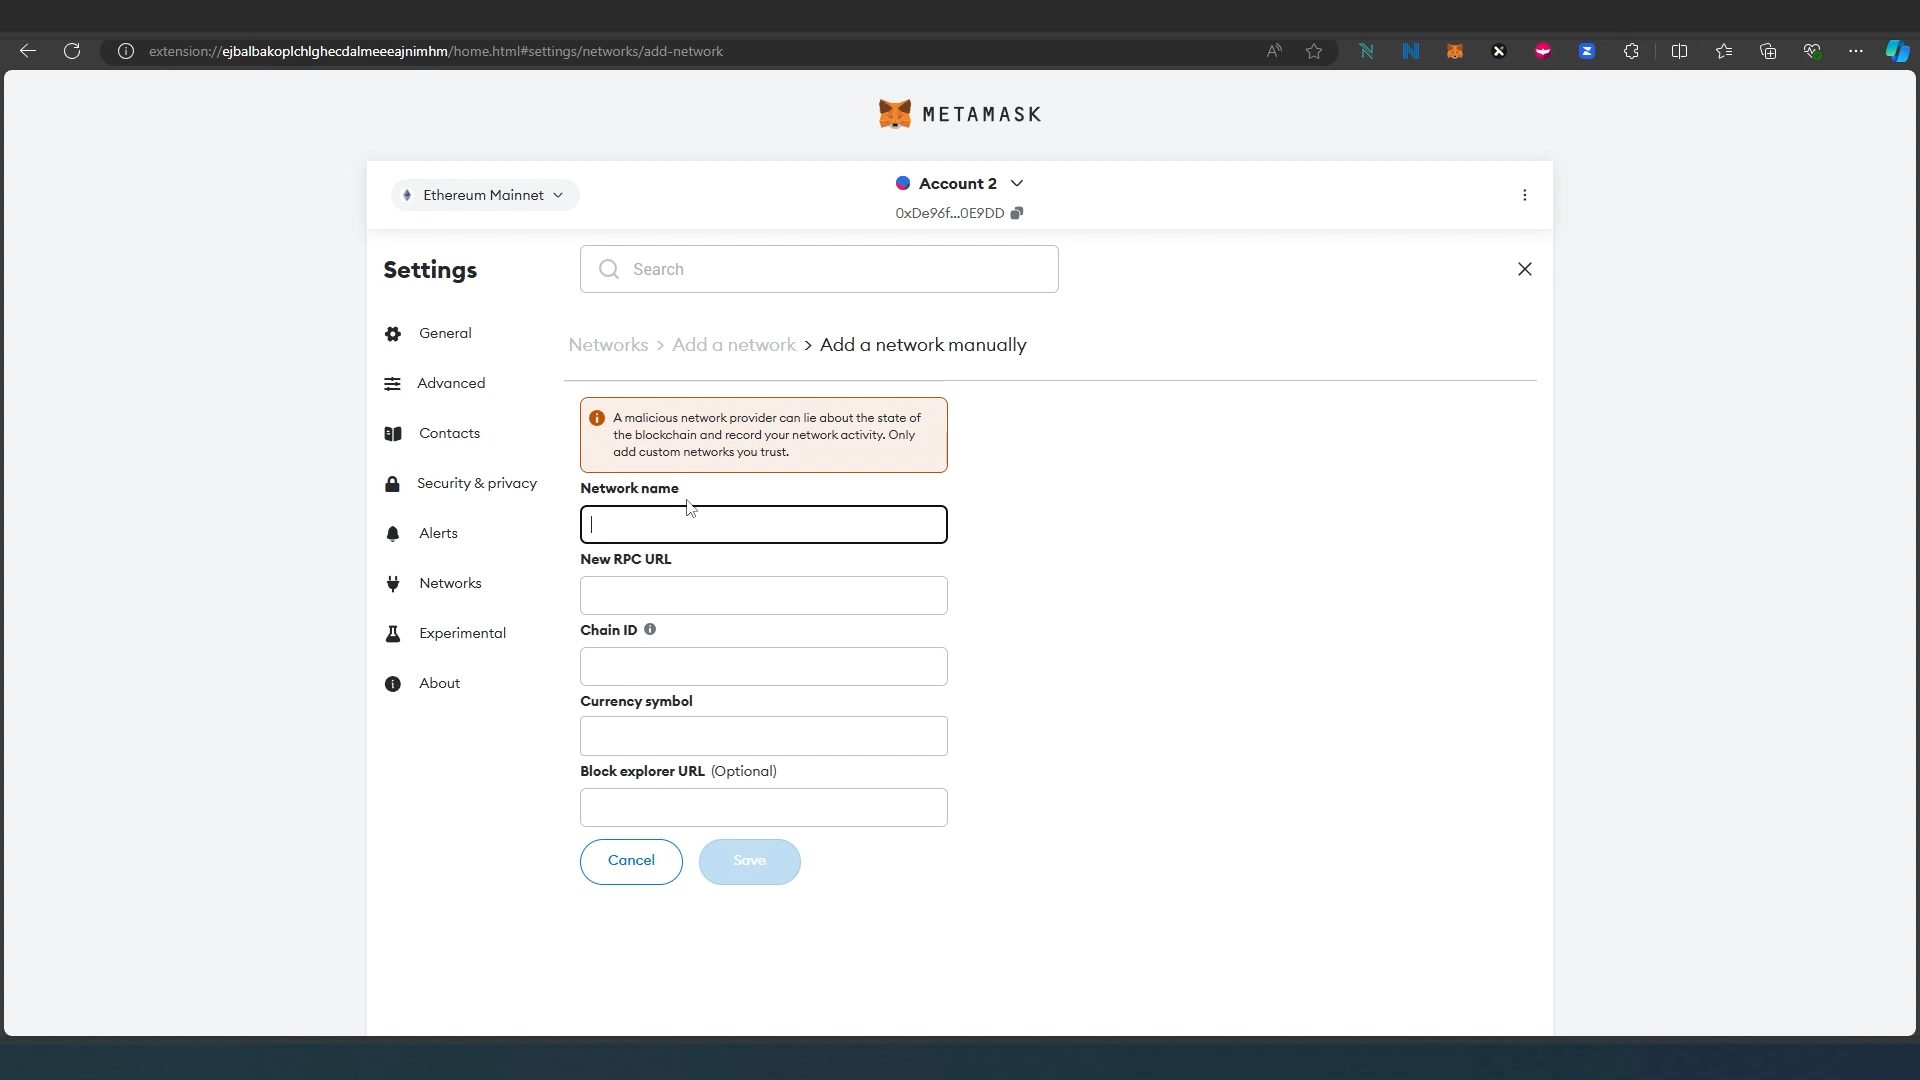 extension://ejbalbakoplchlghecdalmeeeajnimhm/home.html#settings/networks/add-network
METAMASK
Ethereum Mainnet
Account 2
0xDe96f...0E9DD
Settings
Search
General
Advanced
Contacts
Security & privacy
Alerts
Networks
Experimental
About
Networks > Add a network > Add a network manually
A malicious network provider can lie about the state of
the blockchain and record your network activity. Only
add custom networks you trust.
Network name
New RPC URL
Chain ID
Currency symbol
Block explorer URL (Optional)
Cancel
Save